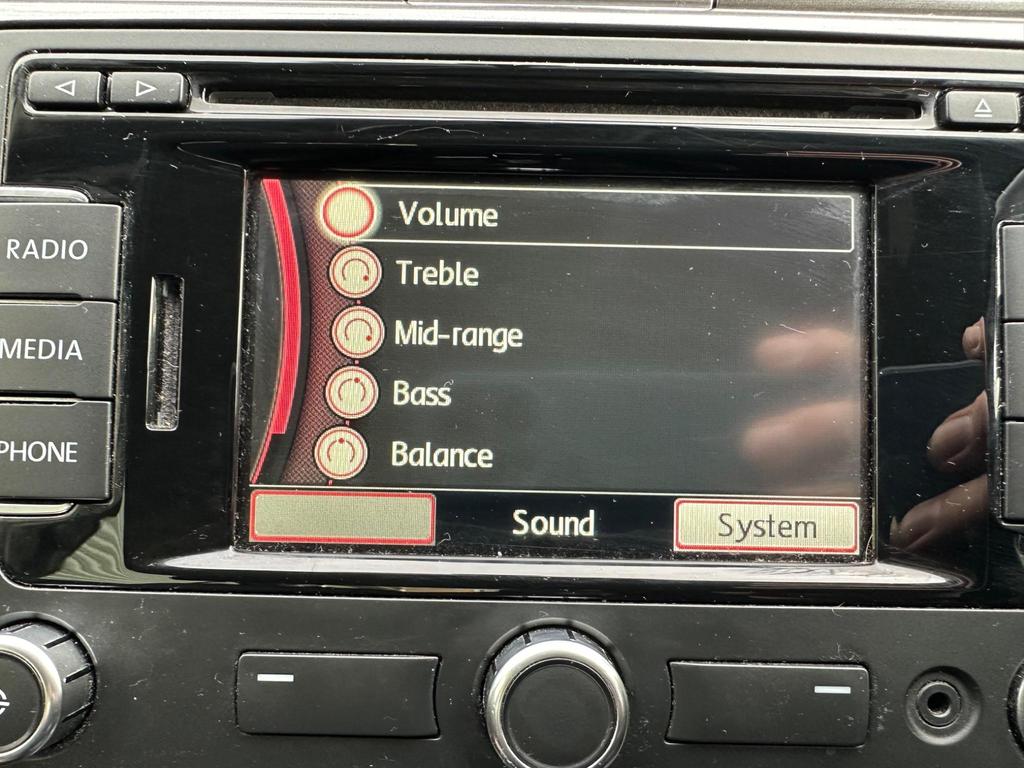 RADIO
MEDIA
PHONE
Volume
Treble
Mid-range
Bass
Balance
Sound
System